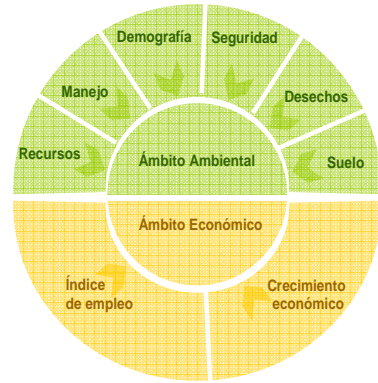 Demografía
Seguridad
Manejo
Desechos
Recursos
Ámbito Ambiental
Suelo
Ámbito Económico
Índice
de empleo
Crecimiento
económico